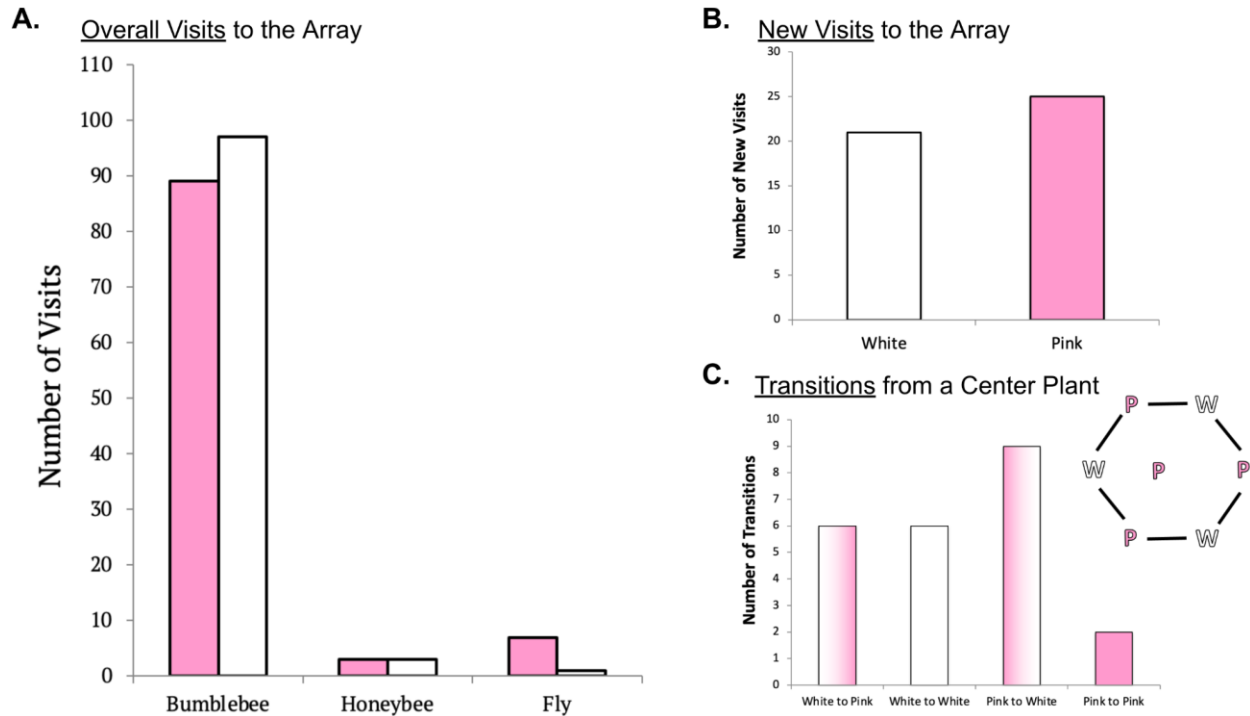 A.
Overall Visits to the Array
Number of Visits
110
100
90
80
70
60
50
40
30
20
10
0
Bumblebee Honeybee Fly
B.
New Visits to the Array
Number of New Visits
30
25
20
15
10
5
0
White Pink
C.
Transitions from a Center Plant
Number of Transitions
10
9
8
7
6
5
4
3
2
1
0
White to Pink White to White Pink to White Pink to Pink
P W
W P P
P W